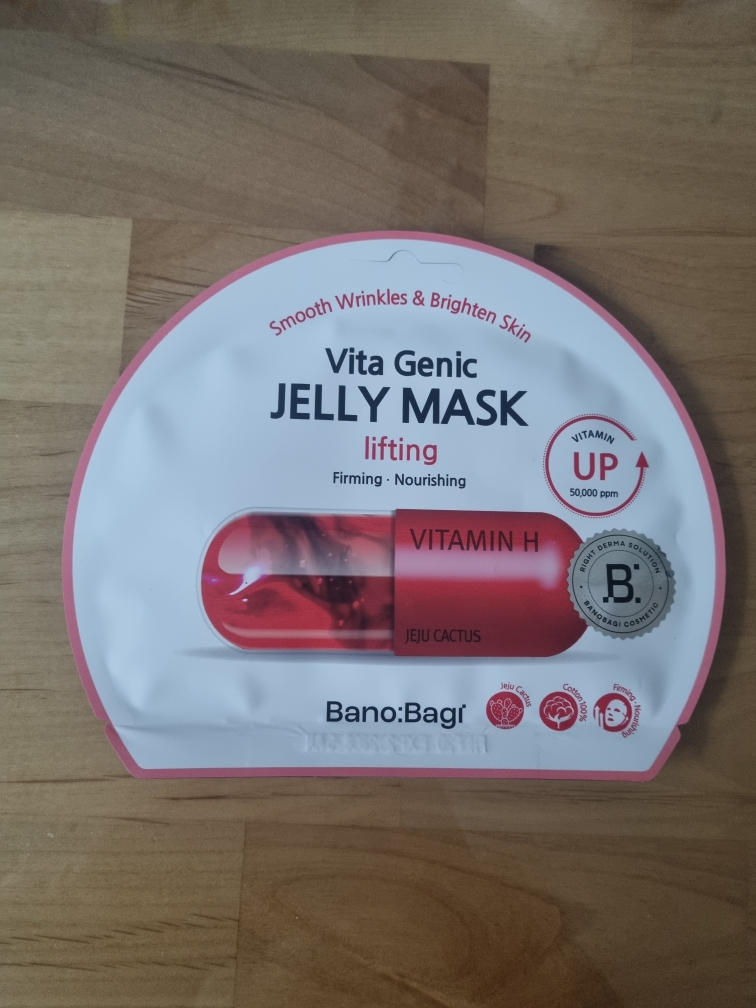 Smooth Wrinkles & Brighten Skin
Vita Genic
JELLY MASK
lifting
Firming · Nourishing
VITAMIN
UP
50,000 ppm
VITAMIN H
JEJU CACTUS
RIGHT DERMA SOLUTION
.B:
BANOBAGI COSMETIC
Bano:Bagi
Jeju Cactus
Cotton 100%
Firming · Nourishing